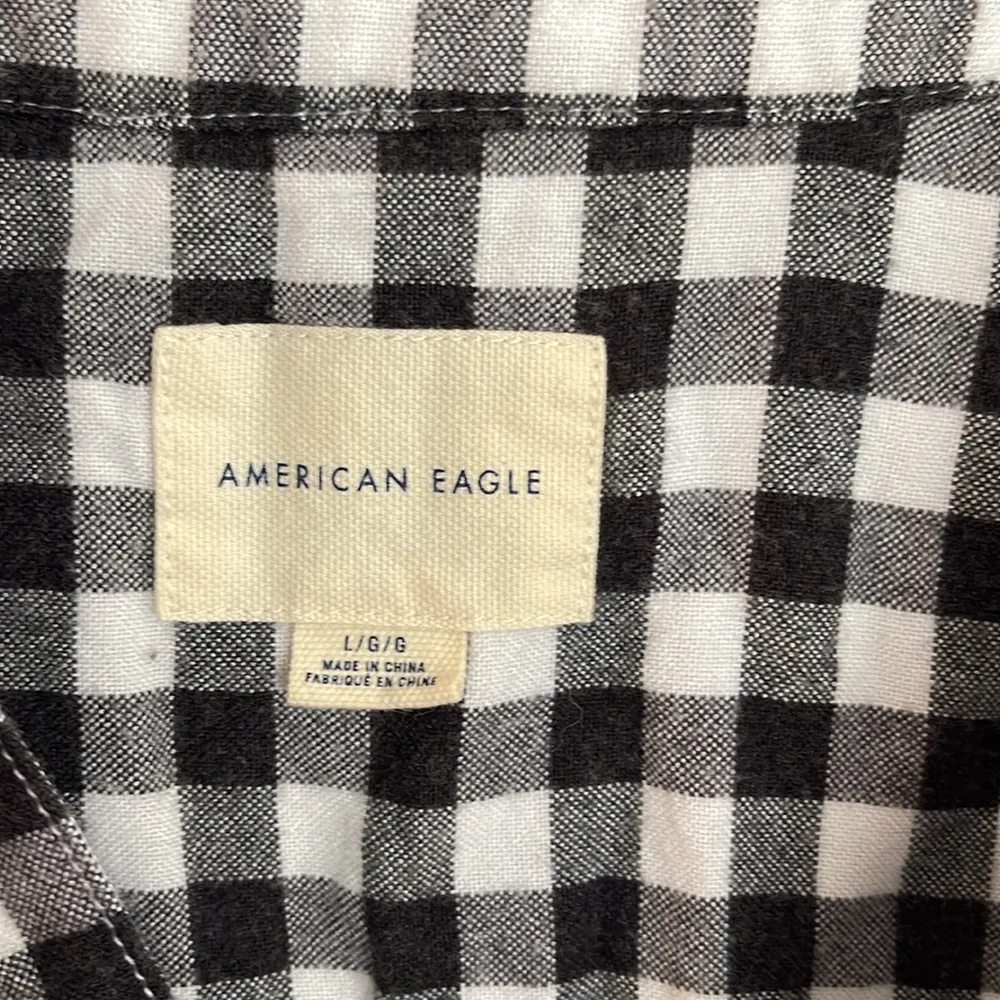 AMERICAN EAGLE
L/G/G
MADE IN CHINA
FABRIQUÉ EN CHINE